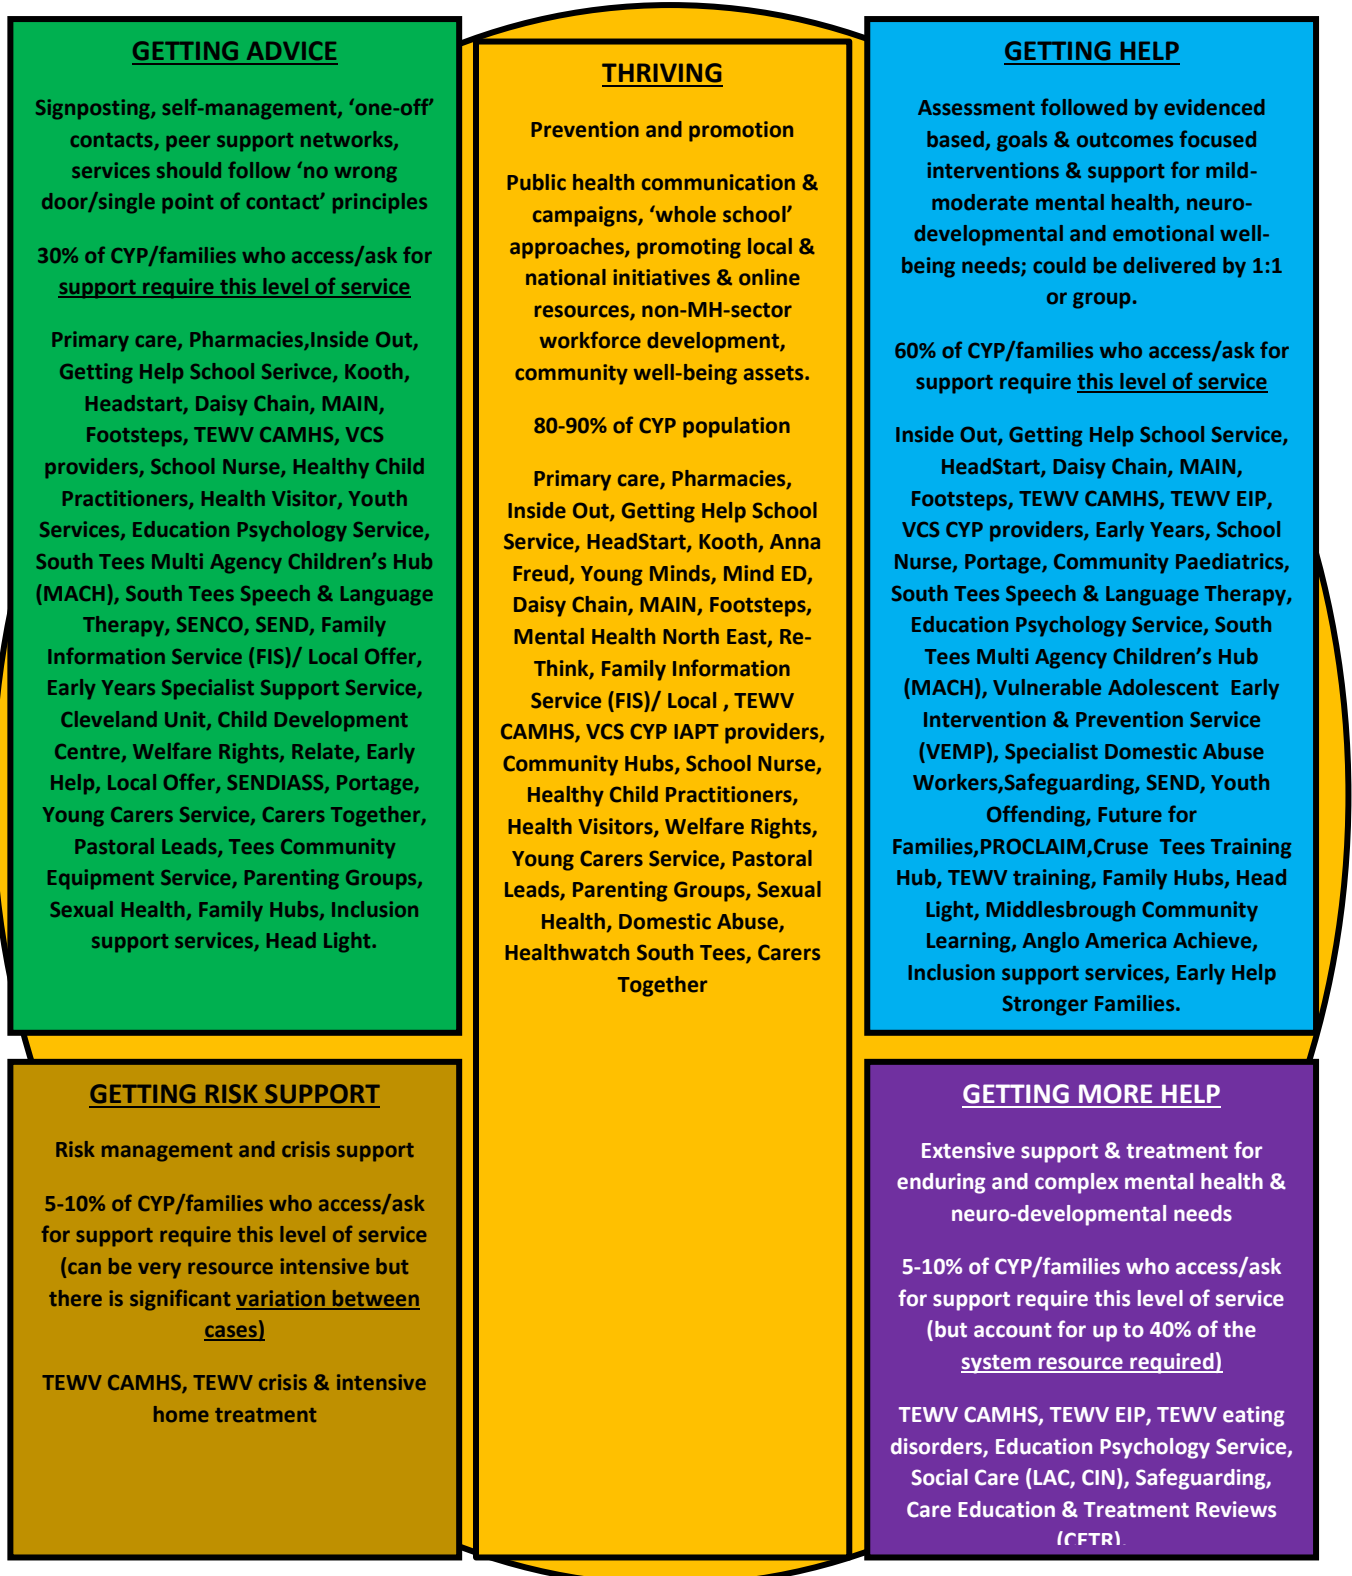 GETTING ADVICE
Signposting, self-management, ‘one-off’
contacts, peer support networks,
services should follow ‘no wrong
door/single point of contact’ principles
30% of CYP/families who access/ask for
support require this level of service
Primary care, Pharmacies,Inside Out,
Getting Help School Serivce, Kooth,
Headstart, Daisy Chain, MAIN,
Footsteps, TEWV CAMHS, VCS
providers, School Nurse, Healthy Child
Practitioners, Health Visitor, Youth
Services, Education Psychology Service,
South Tees Multi Agency Children’s Hub
(MACH), South Tees Speech & Language
Therapy, SENCO, SEND, Family
Information Service (FIS)/ Local Offer,
Early Years Specialist Support Service,
Cleveland Unit, Child Development
Centre, Welfare Rights, Relate, Early
Help, Local Offer, SENDIASS, Portage,
Young Carers Service, Carers Together,
Pastoral Leads, Tees Community
Equipment Service, Parenting Groups,
Sexual Health, Family Hubs, Inclusion
support services, Head Light.
THRIVING
Prevention and promotion
Public health communication &
campaigns, ‘whole school’
approaches, promoting local &
national initiatives & online
resources, non-MH-sector
workforce development,
community well-being assets.
80-90% of CYP population
Primary care, Pharmacies,
Inside Out, Getting Help School
Service, HeadStart, Kooth, Anna
Freud, Young Minds, Mind ED,
Daisy Chain, MAIN, Footsteps,
Mental Health North East, Re-
Think, Family Information
Service (FIS)/ Local , TEWV
CAMHS, VCS CYP IAPT providers,
Community Hubs, School Nurse,
Healthy Child Practitioners,
Health Visitors, Welfare Rights,
Young Carers Service, Pastoral
Leads, Parenting Groups, Sexual
Health, Domestic Abuse,
Healthwatch South Tees, Carers
Together
GETTING HELP
Assessment followed by evidenced
based, goals & outcomes focused
interventions & support for mild-
moderate mental health, neuro-
developmental and emotional well-
being needs; could be delivered by 1:1
or group.
60% of CYP/families who access/ask for
support require this level of service
Inside Out, Getting Help School Service,
HeadStart, Daisy Chain, MAIN,
Footsteps, TEWV CAMHS, TEWV EIP,
VCS CYP providers, Early Years, School
Nurse, Portage, Community Paediatrics,
South Tees Speech & Language Therapy,
Education Psychology Service, South
Tees Multi Agency Children’s Hub
(MACH), Vulnerable Adolescent  Early
Intervention & Prevention Service
(VEMP), Specialist Domestic Abuse
Workers,Safeguarding, SEND, Youth
Offending, Future for
Families,PROCLAIM,Cruse  Tees Training
Hub, TEWV training, Family Hubs, Head
Light, Middlesbrough Community
Learning, Anglo America Achieve,
Inclusion support services, Early Help
Stronger Families.
GETTING RISK SUPPORT
Risk management and crisis support
5-10% of CYP/families who access/ask
for support require this level of service
(can be very resource intensive but
there is significant variation between
cases)
TEWV CAMHS, TEWV crisis & intensive
home treatment
GETTING MORE HELP
Extensive support & treatment for
enduring and complex mental health &
neuro-developmental needs
5-10% of CYP/families who access/ask
for support require this level of service
(but account for up to 40% of the
system resource required)
TEWV CAMHS, TEWV EIP, TEWV eating
disorders, Education Psychology Service,
Social Care (LAC, CIN), Safeguarding,
Care Education & Treatment Reviews
(CETR).